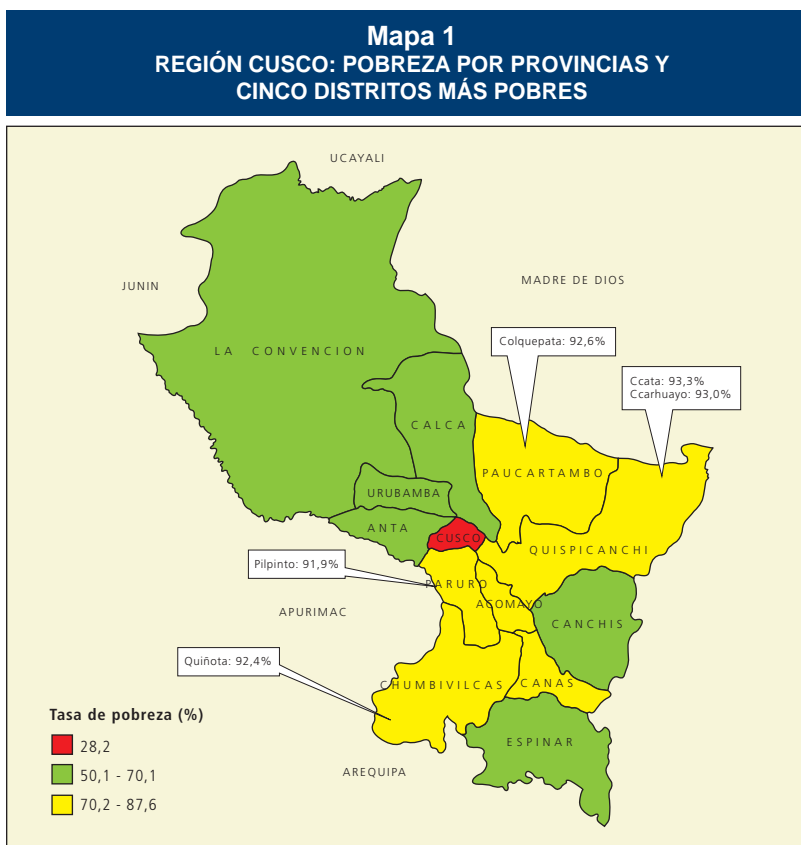 Mapa 1
REGIÓN CUSCO: POBREZA POR PROVINCIAS Y
CINCO DISTRITOS MÁS POBRES
UCAYALI
JUNIN
MADRE DE DIOS
LA CONVENCION
Colquepata: 92,6%
Ccata: 93,3%
Ccarhuayo: 93,0%
CALCA
PAUCARTAMBO
URUBAMBA
ANTA
CUSCO
QUISPICANCHI
Pilpinto: 91,9%
PARURO
ACOMAYO
APURIMAC
CANCHIS
Quiñota: 92,4%
CHUMBIVILCAS
CANAS
ESPINAR
AREQUIPA
Tasa de pobreza (%)
28,2
50,1 - 70,1
70,2 - 87,6